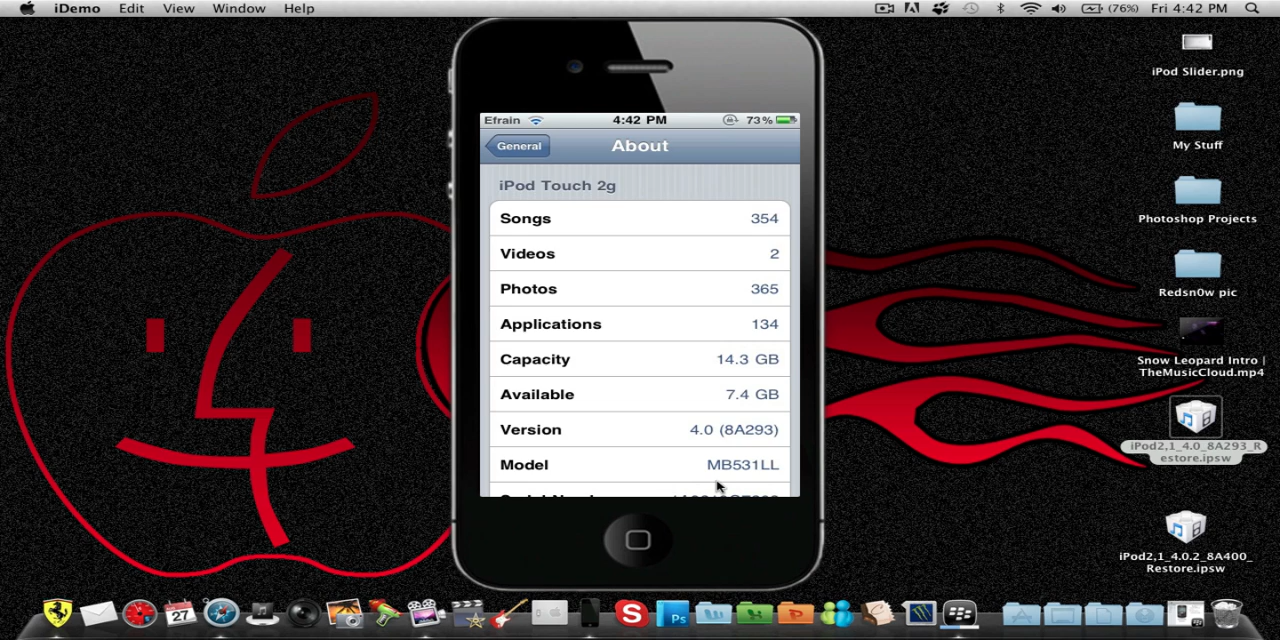 iDemo Edit View Window Help
(76%) Fri 4:42 PM
iPod Slider.png
My Stuff
Photoshop Projects
Redsn0w pic
Snow Leopard Intro |
TheMusicCloud.mp4
iPod2,1_4.0_8A293_R
estore.ipsw
iPod2,1_4.0.2_8A400_
Restore.ipsw
Efrain 4:42 PM 73%
General About
iPod Touch 2g
Songs 354
Videos 2
Photos 365
Applications 134
Capacity 14.3 GB
Available 7.4 GB
Version 4.0 (8A293)
Model MB531LL
27
S Ps